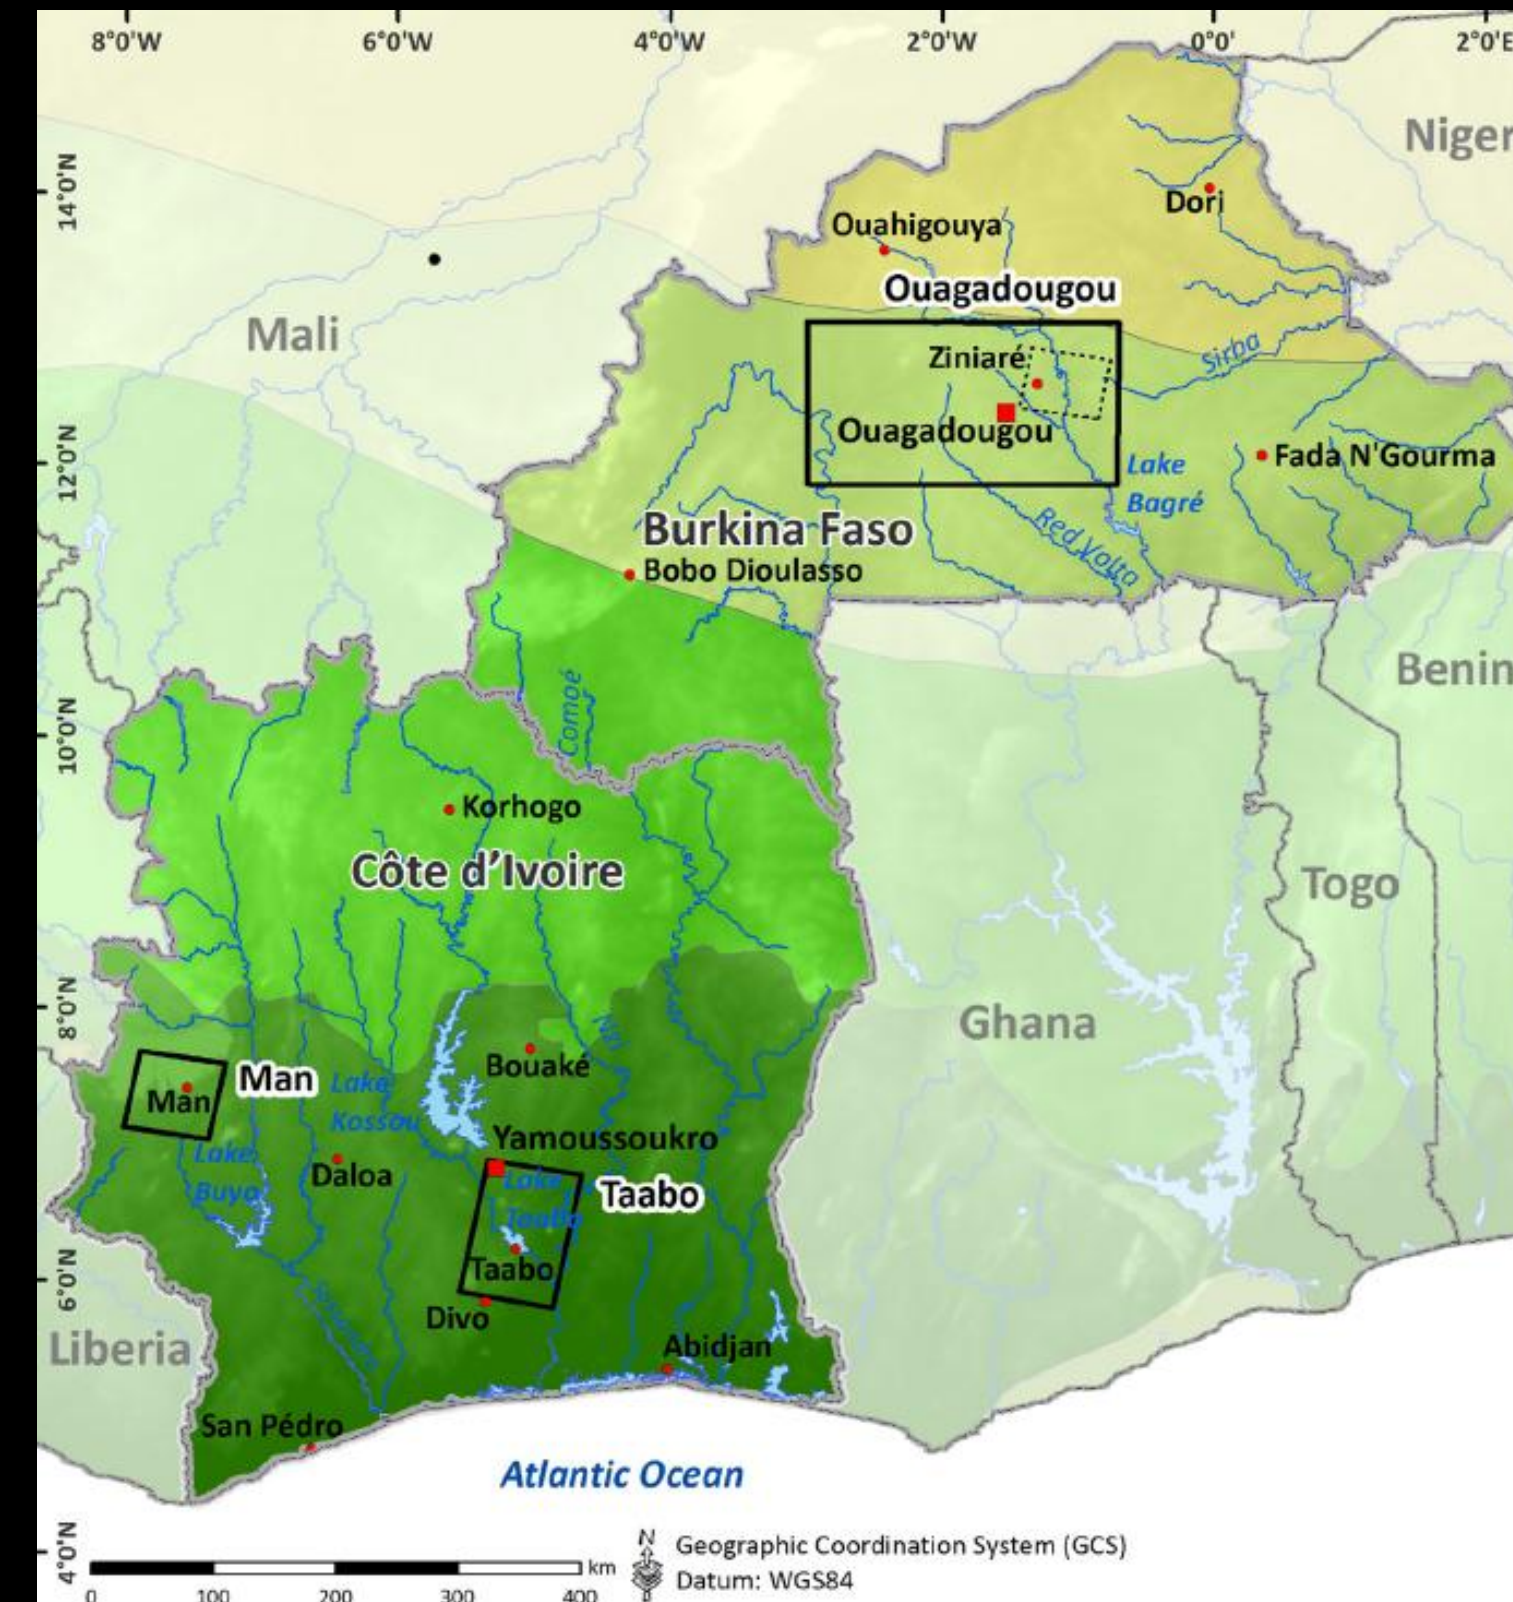 8°0'W 6°0'W 4°0'W 2°0'W 0°0' 2°0'E
Niger
14°0'N
Dori
Ouahigouya
Ouagadougou
Mali
Sirba
Ziniaré
Ouagadougou
12°0'N
Fada N'Gourma
Lake
Bagré
Burkina Faso
Red Volta
Bobo Dioulasso
Benin
10°0'N
Comoé
Korhogo
Côte d'Ivoire
Togo
8°0'N
Ghana
Nzi
Bouaké
Man
Man
Lake
Kossou
Yamoussoukro
Lake
Buyo
Daloa
Lake
Taabo
Taabo
Taabo
6°0'N
Divo
Liberia
Abidjan
San Pédro
Atlantic Ocean
4°0'N
N
Geographic Coordination System (GCS)
km
Datum: WGS84
0 100 200 300 400